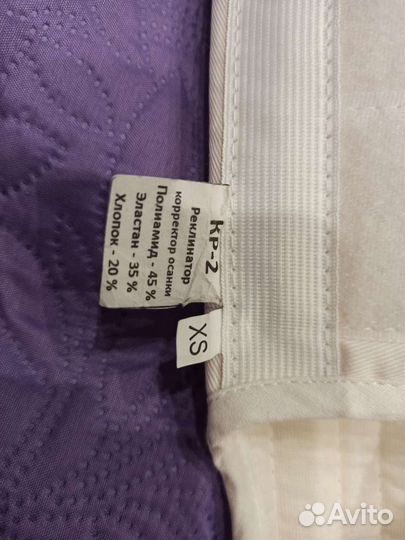 КР-2
Реклинатор
корректор осанки
Полиамид - 45 %
Эластан - 35 %
Хлопок - 20 %
XS
Avito